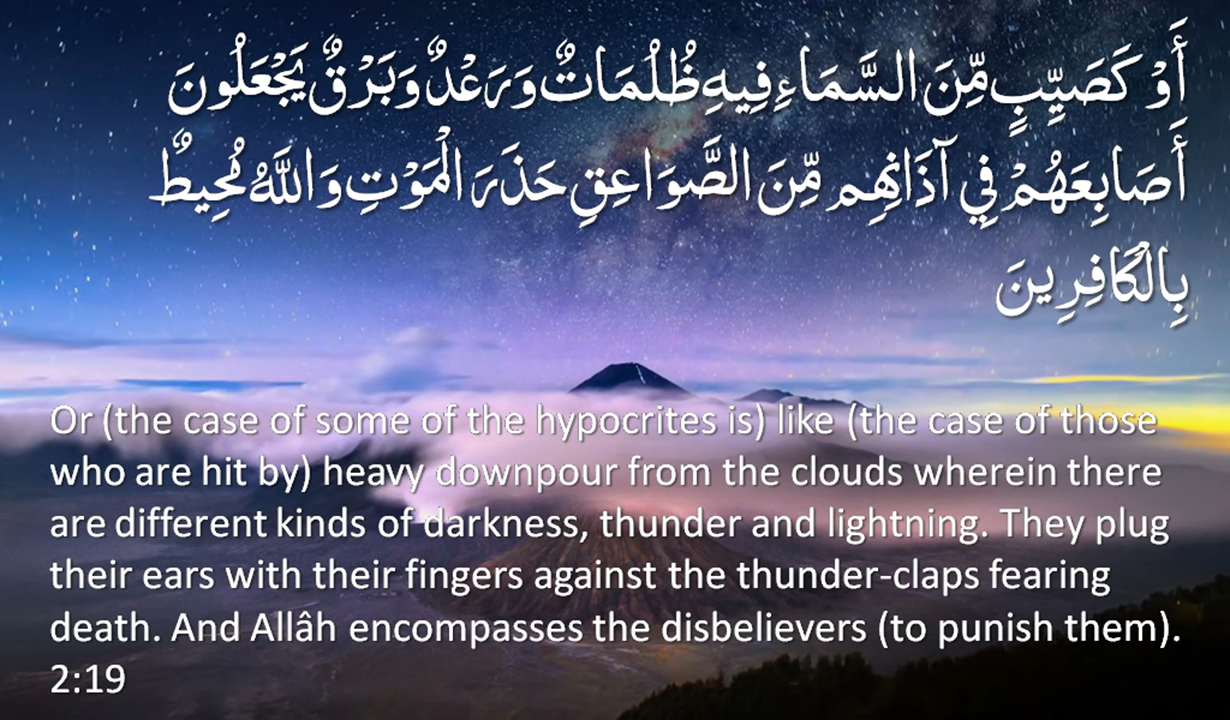 أَوْ كَصَيِّبٍ مِّنَ السَّمَاءِ فِيهِ ظُلُمَاتٌ وَرَعْدٌ وَبَرْقٌ يَجْعَلُونَ
أَصَابِعَهُمْ فِي آذَانِهِم مِّنَ الصَّوَاعِقِ حَذَرَ الْمَوْتِ وَاللَّهُ مُحِيطٌ
بِالْكَافِرِينَ
Or (the case of some of the hypocrites is) like (the case of those
who are hit by) heavy downpour from the clouds wherein there
are different kinds of darkness, thunder and lightning. They plug
their ears with their fingers against the thunder-claps fearing
death. And Allâh encompasses the disbelievers (to punish them).
2:19